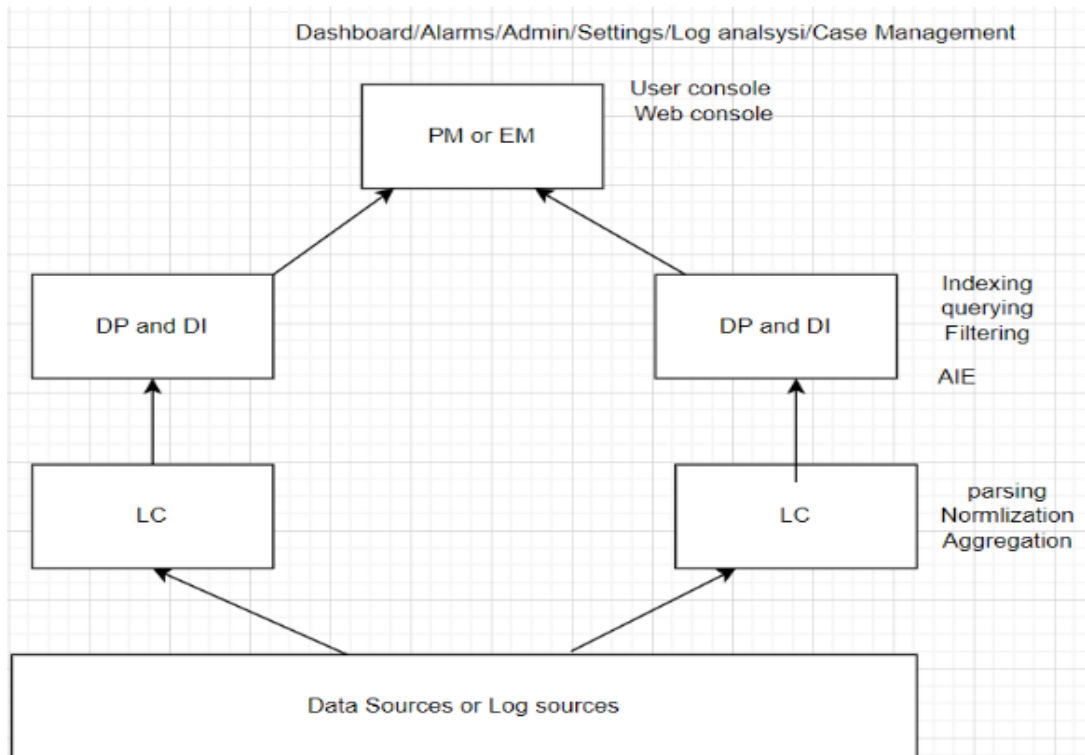 Dashboard/Alarms/Admin/Settings/Log analsysi/Case Management
User console
Web console
PM or EM
DP and DI
DP and DI
Indexing
querying
Filtering
AIE
LC
LC
parsing
Normlization
Aggregation
Data Sources or Log sources